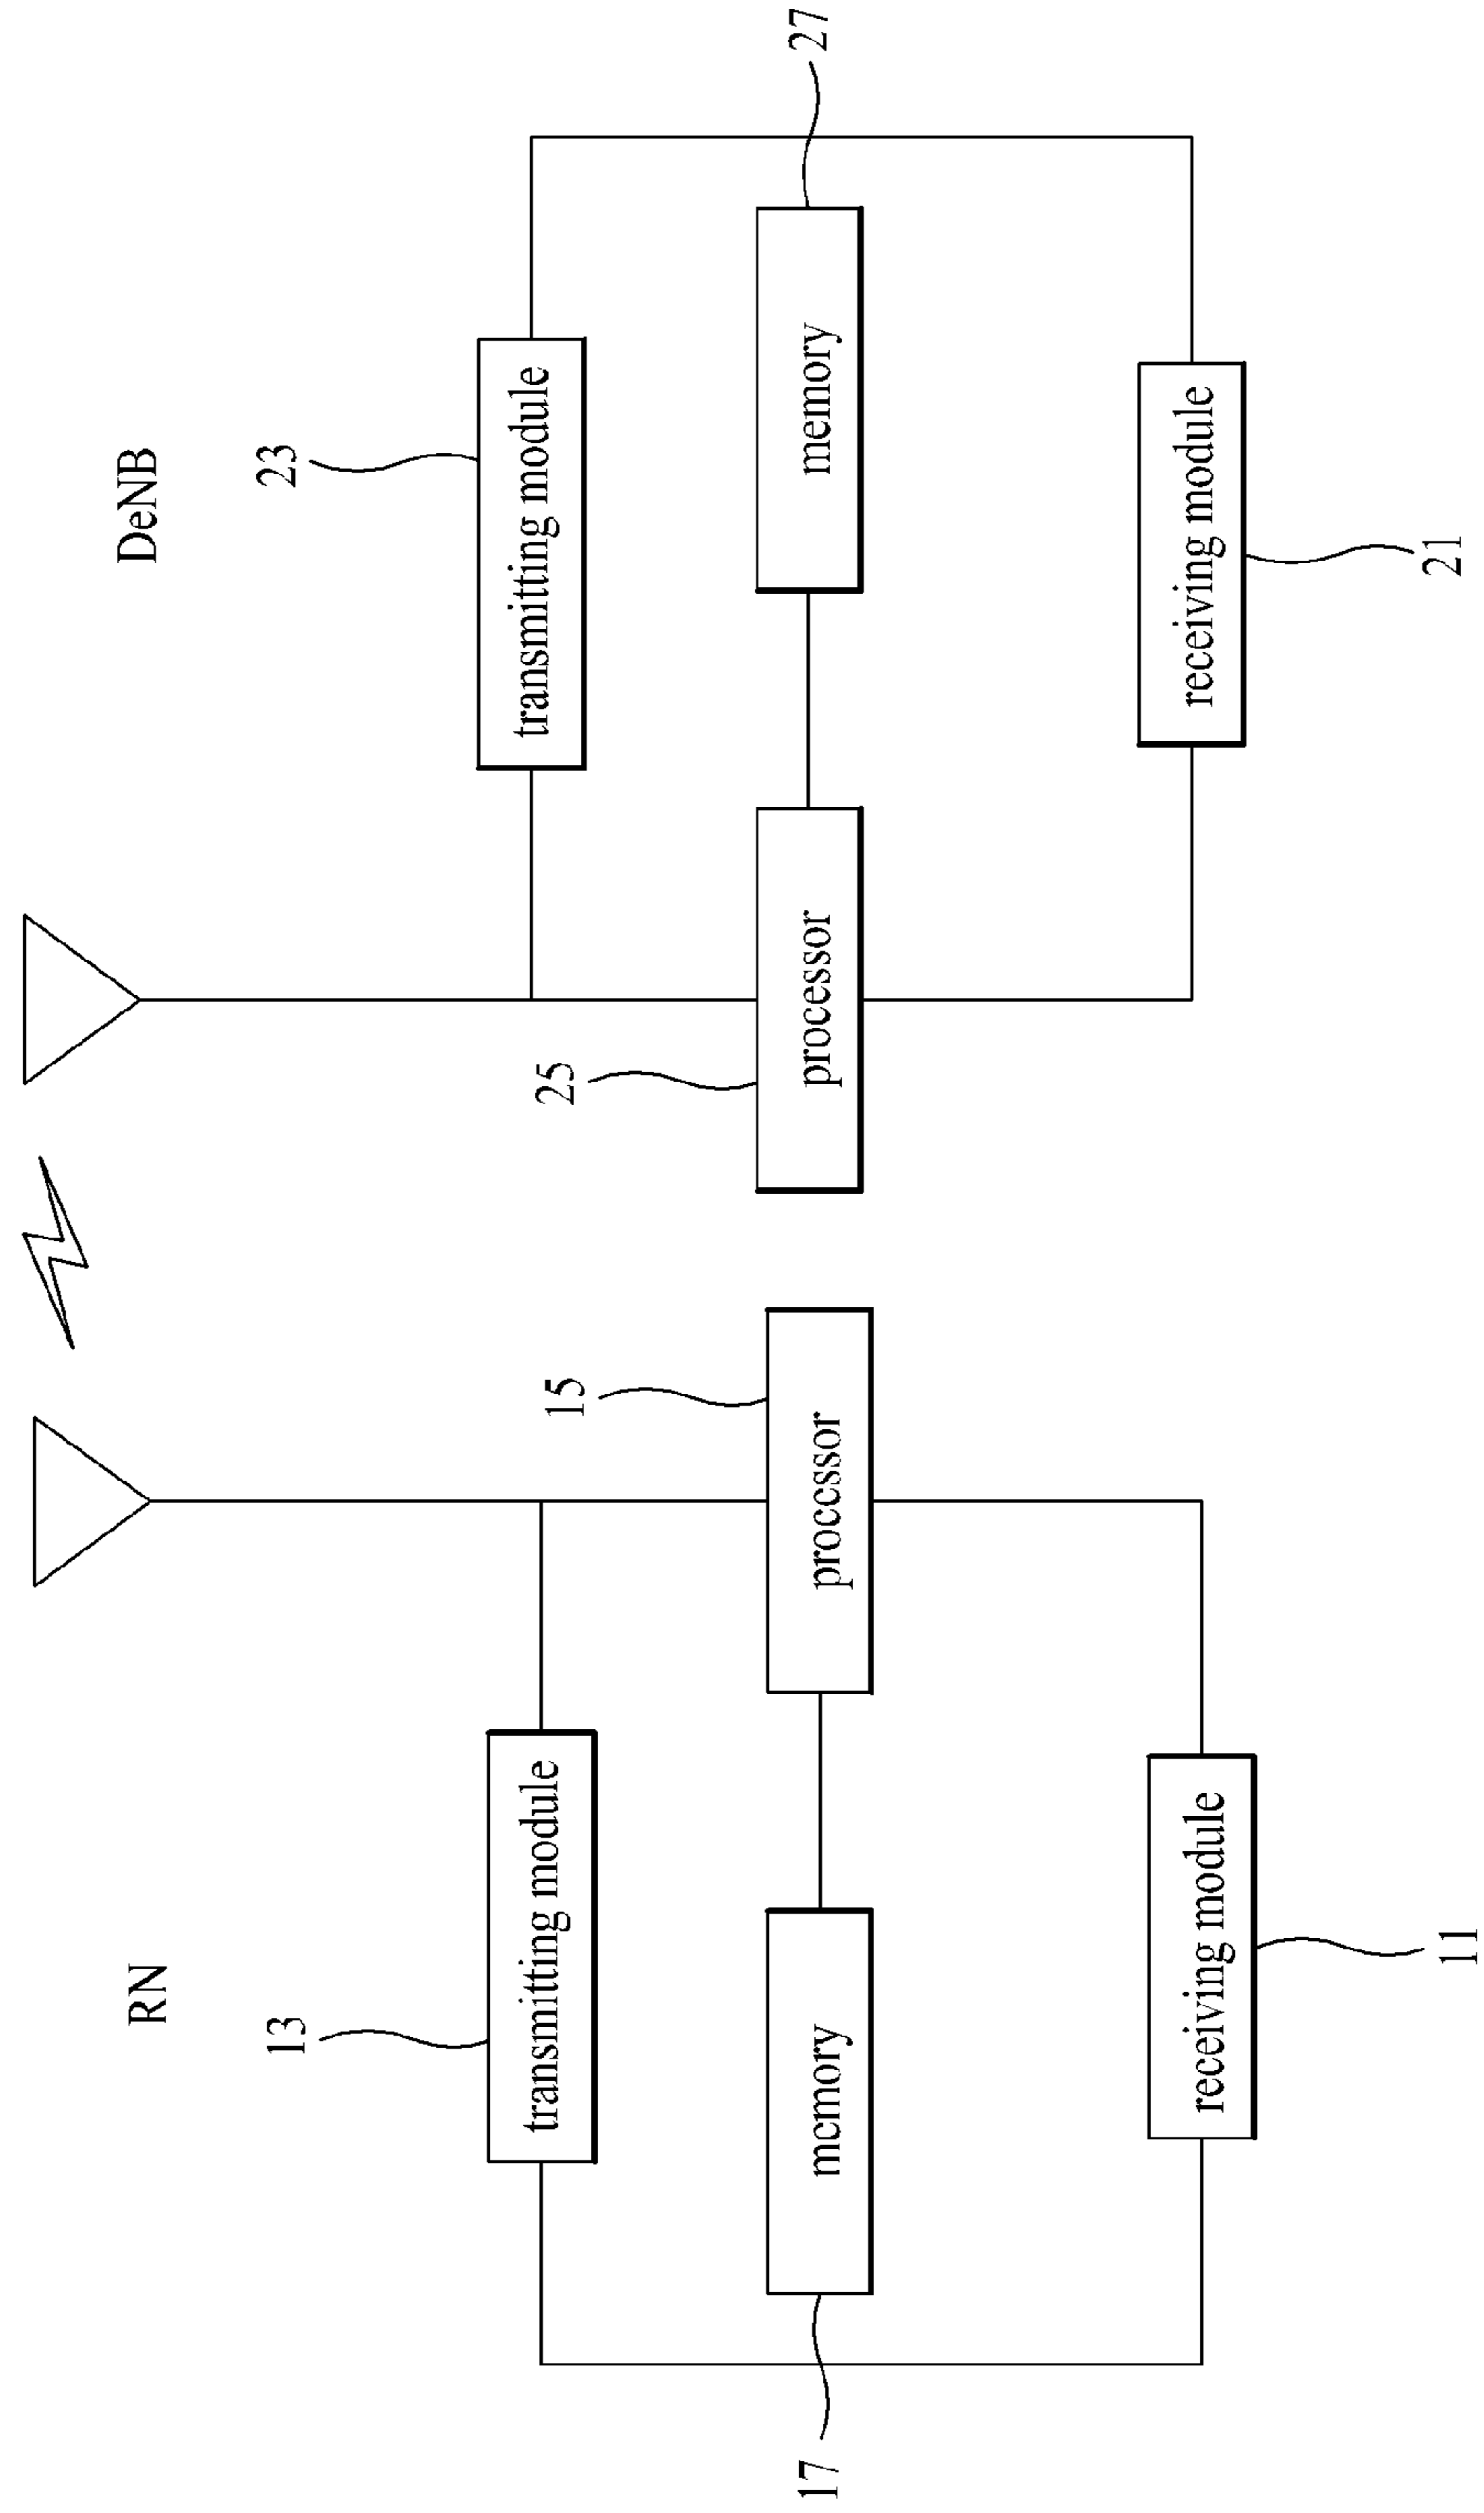 RN
DeNB
13
23
transmitting module
transmitting module
15
25
17
memory
processor
processor
memory
27
receiving module
receiving module
11
21